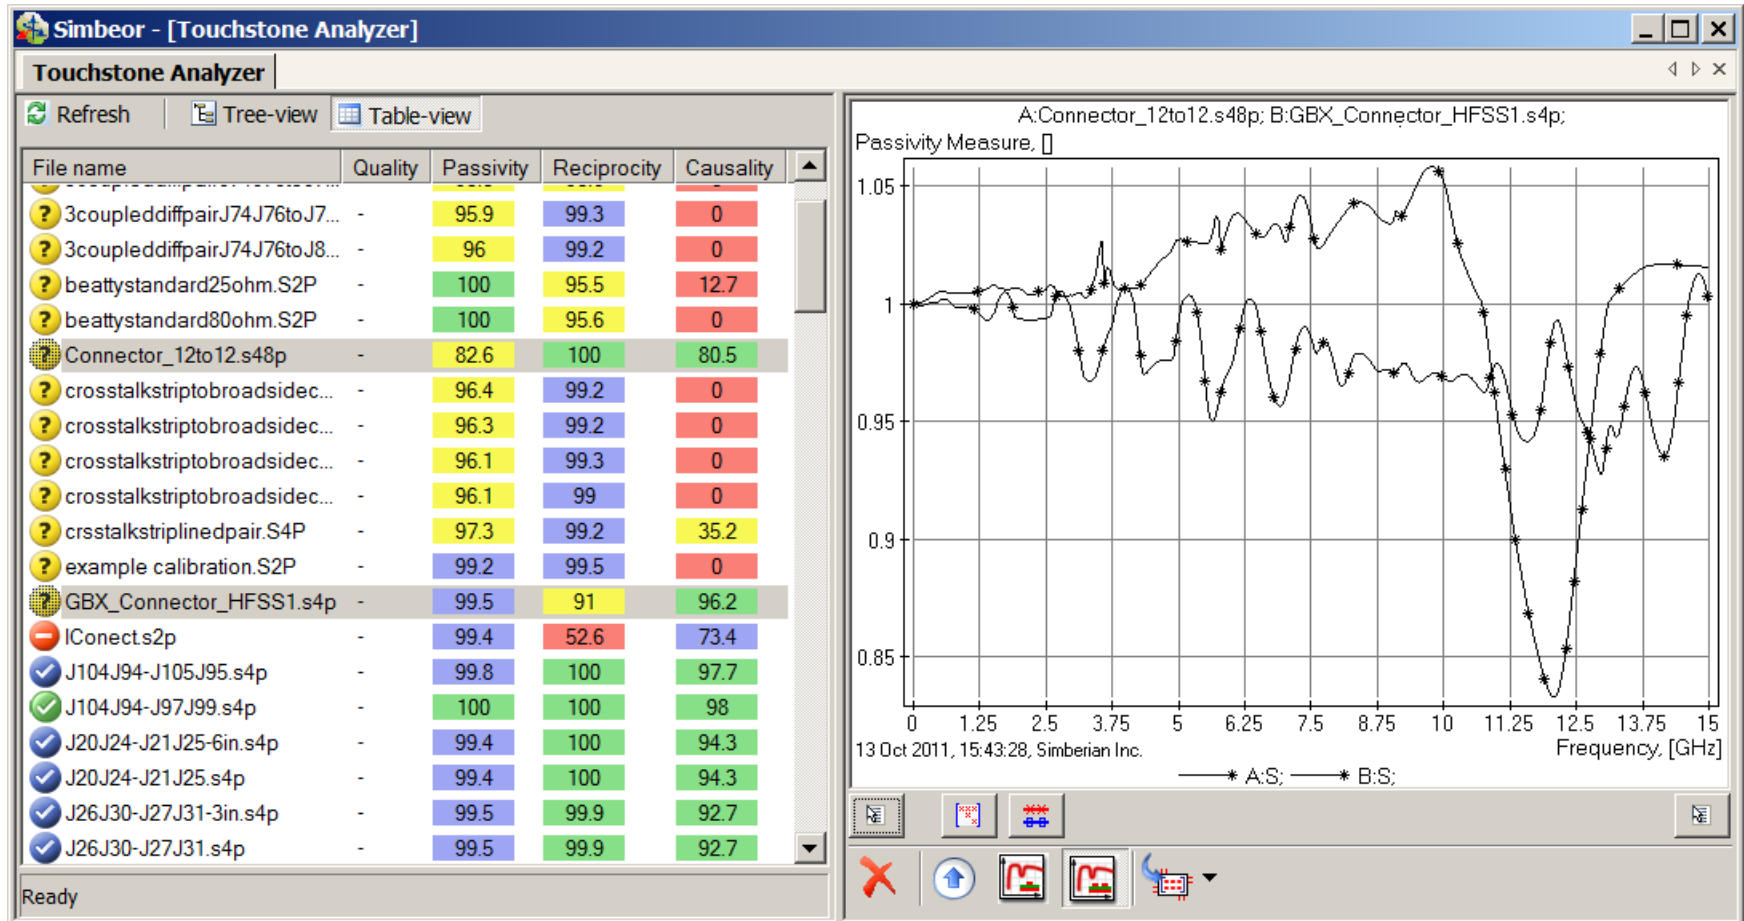 Simbeor - [Touchstone Analyzer]
Touchstone Analyzer
Refresh Tree-view Table-view
File name Quality Passivity Reciprocity Causality
3coupleddiffpairJ74J76toJ7... - 95.9 99.3 0
3coupleddiffpairJ74J76toJ8... - 96 99.2 0
beattystandard25ohm.S2P - 100 95.5 12.7
beattystandard80ohm.S2P - 100 95.6 0
Connector_12to12.s48p - 82.6 100 80.5
crosstalkstriptobroadsidec... - 96.4 99.2 0
crosstalkstriptobroadsidec... - 96.3 99.2 0
crosstalkstriptobroadsidec... - 96.1 99.3 0
crosstalkstriptobroadsidec... - 96.1 99 0
crsstalkstriplinedpair.S4P - 97.3 99.2 35.2
example calibration.S2P - 99.2 99.5 0
GBX_Connector_HFSS1.s4p - 99.5 91 96.2
IConect.s2p - 99.4 52.6 73.4
J104J94-J105J95.s4p - 99.8 100 97.7
J104J94-J97J99.s4p - 100 100 98
J20J24-J21J25-6in.s4p - 99.4 100 94.3
J20J24-J21J25.s4p - 99.4 100 94.3
J26J30-J27J31-3in.s4p - 99.5 99.9 92.7
J26J30-J27J31.s4p - 99.5 99.9 92.7
Ready
A:Connector_12to12.s48p; B:GBX_Connector_HFSS1.s4p;
Passivity Measure, []
1.05
1
0.95
0.9
0.85
0 1.25 2.5 3.75 5 6.25 7.5 8.75 10 11.25 12.5 13.75 15
13 Oct 2011, 15:43:28, Simberian Inc. Frequency, [GHz]
A:S; B:S;